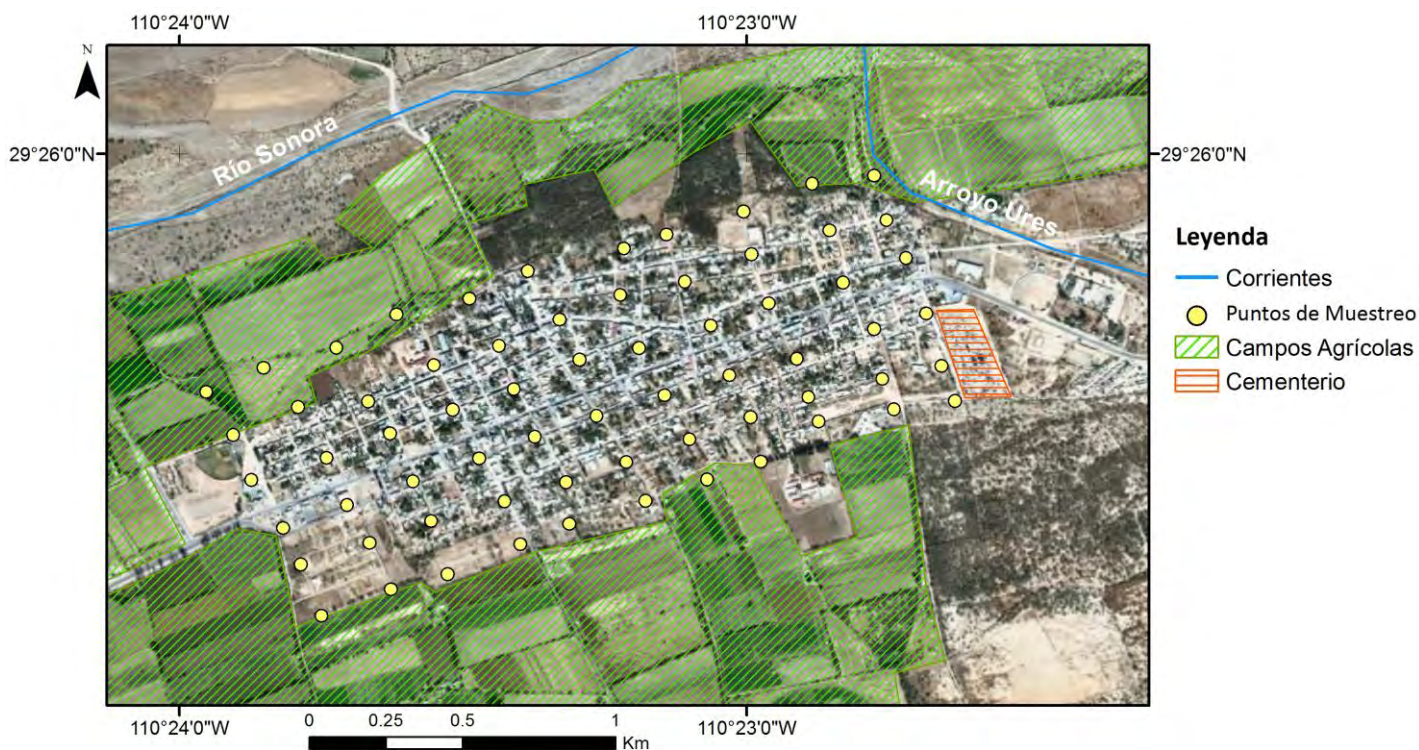 110°24'0"W 110°23'0"W
N
29°26'0"N 29°26'0"N
Río Sonora
Arroyo Úres
Leyenda
Corrientes
Puntos de Muestreo
Campos Agrícolas
Cementerio
110°24'0"W 110°23'0"W
0 0.25 0.5 1
Km